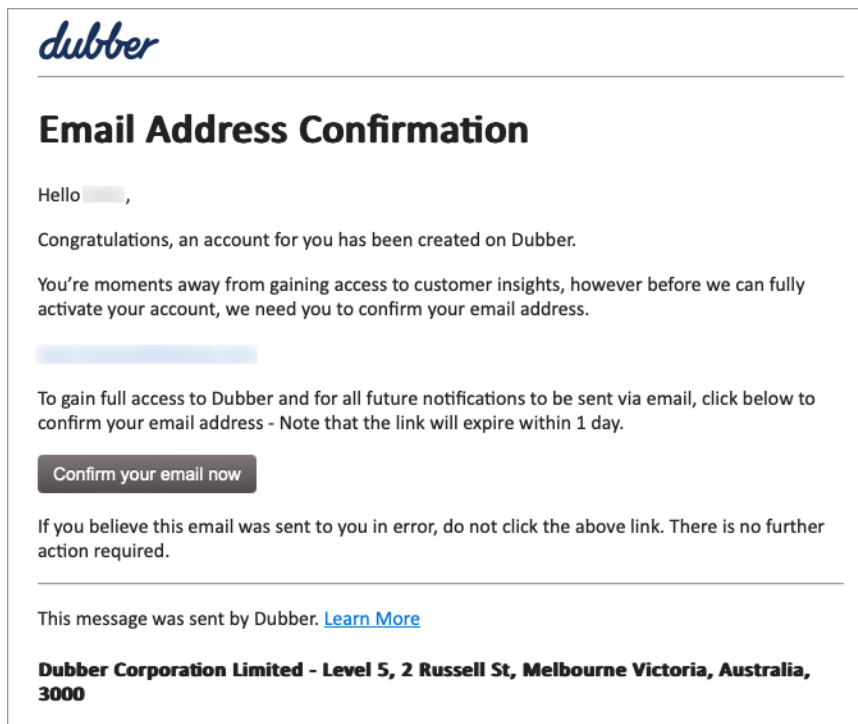 dubber
Email Address Confirmation
Hello ,
Congratulations, an account for you has been created on Dubber.
You’re moments away from gaining access to customer insights, however before we can fully
activate your account, we need you to confirm your email address.
To gain full access to Dubber and for all future notifications to be sent via email, click below to
confirm your email address - Note that the link will expire within 1 day.
Confirm your email now
If you believe this email was sent to you in error, do not click the above link. There is no further
action required.
This message was sent by Dubber. Learn More
Dubber Corporation Limited - Level 5, 2 Russell St, Melbourne Victoria, Australia,
3000